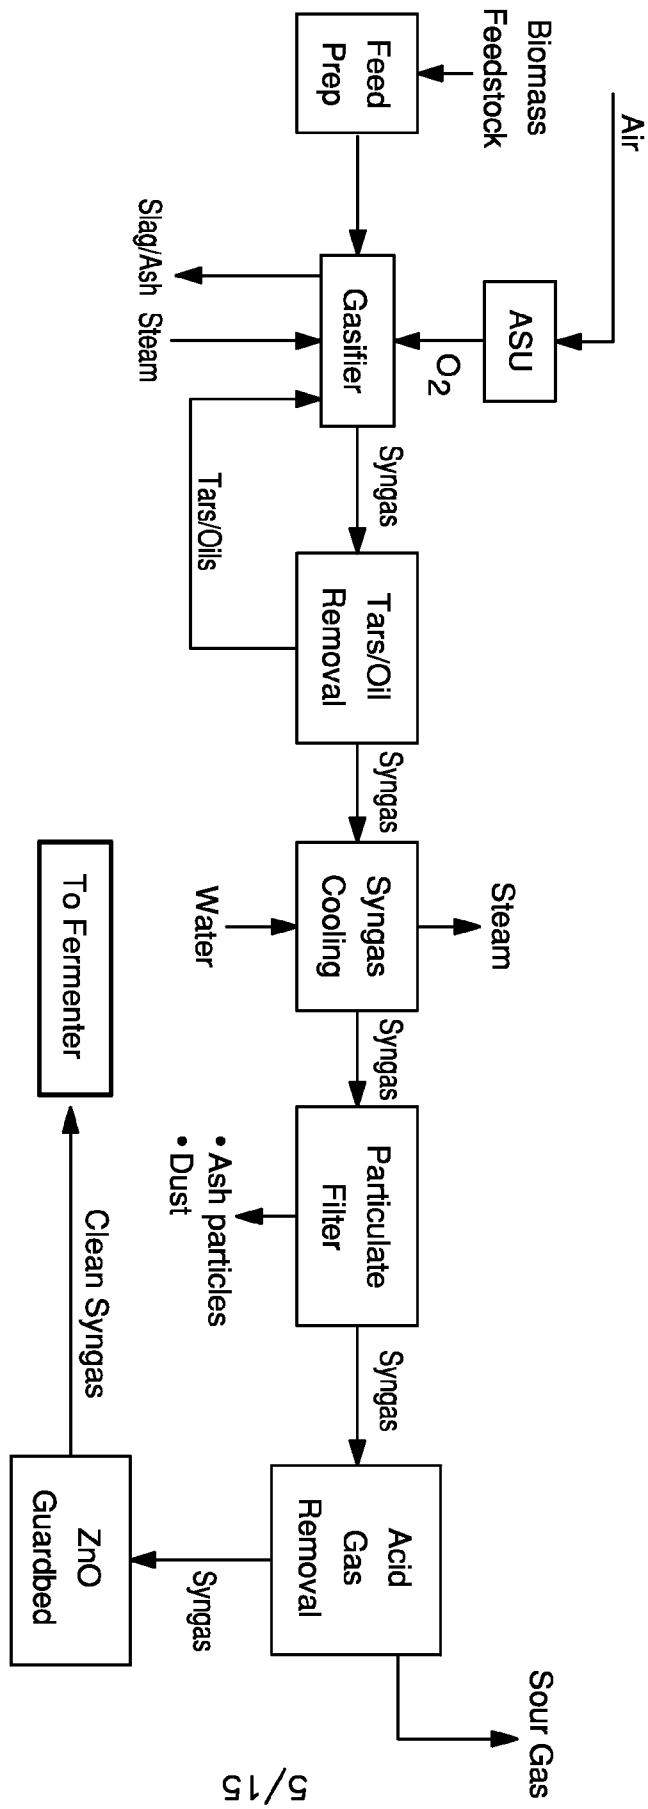 Air
Biomass
Feedstock
Feed
Prep
ASU
O2
Gasifier
Slag/Ash
Steam
Tars/Oils
Syngas
Tars/Oil
Removal
Syngas
Syngas
Cooling
Steam
Water
Syngas
Particulate
Filter
• Ash particles
• Dust
Syngas
Acid
Gas
Removal
Sour Gas
Syngas
ZnO
Guardbed
Clean Syngas
To Fermenter
5/15